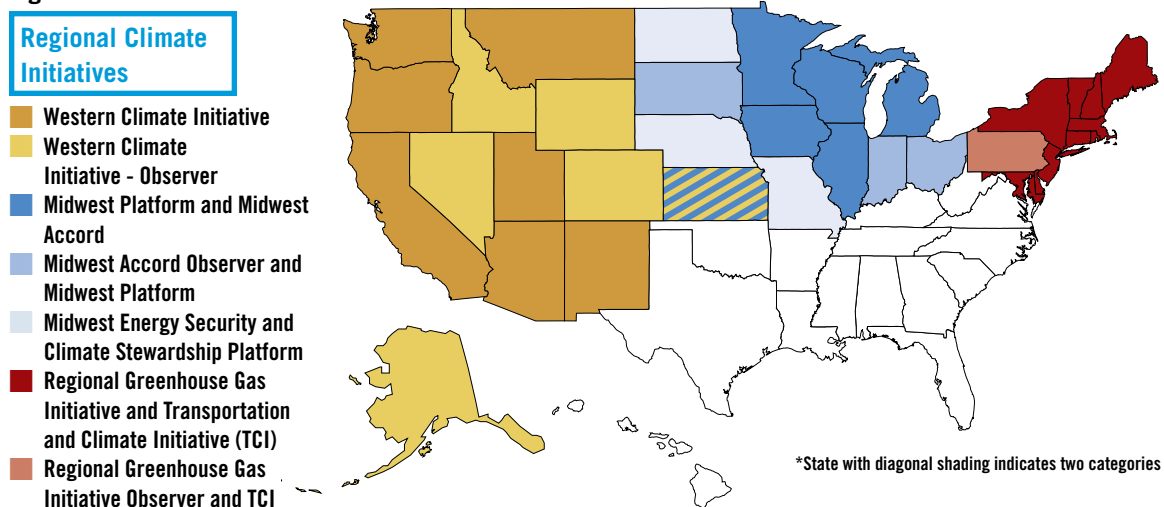 Regional Climate
Initiatives
Western Climate Initiative
Western Climate
Initiative - Observer
Midwest Platform and Midwest
Accord
Midwest Accord Observer and
Midwest Platform
Midwest Energy Security and
Climate Stewardship Platform
Regional Greenhouse Gas
Initiative and Transportation
and Climate Initiative (TCI)
Regional Greenhouse Gas
Initiative Observer and TCI
*State with diagonal shading indicates two categories